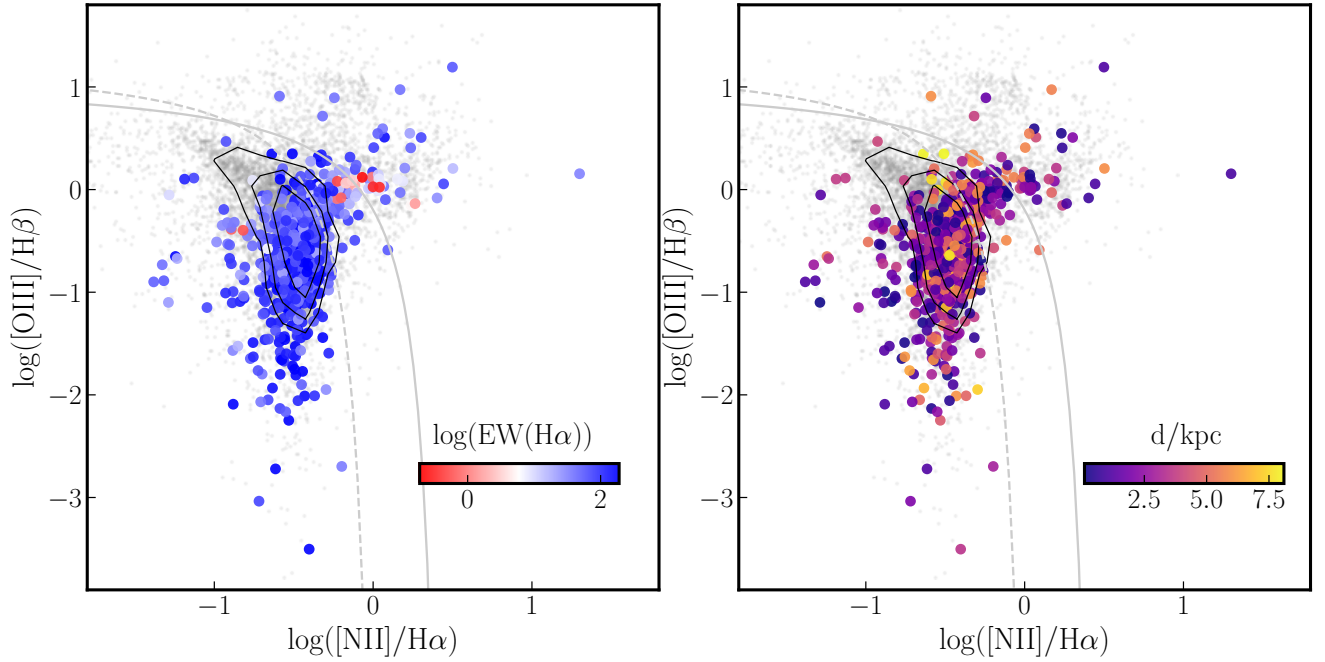 log([OIII]/Hβ)
1
0
−1
−2
−3
log(EW(Hα))
0 2
−1 0 1
log([NII]/Hα)
log([OIII]/Hβ)
1
0
−1
−2
−3
d/kpc
2.5 5.0 7.5
−1 0 1
log([NII]/Hα)